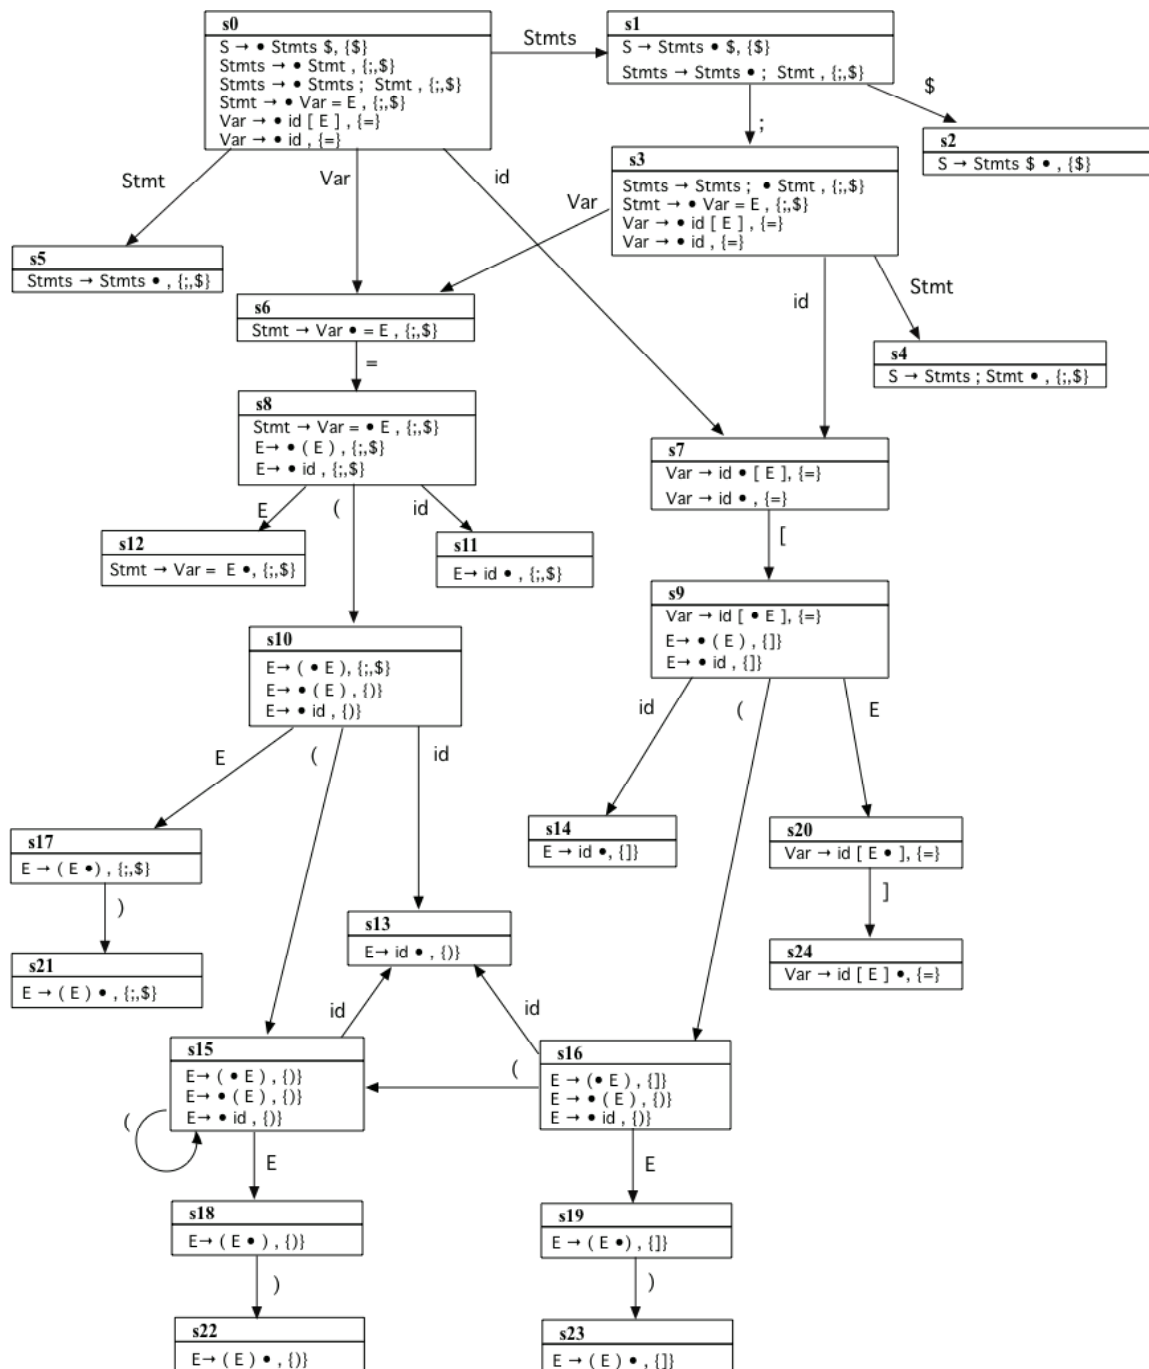 s0
S → • Stmts $, {$}
Stmts → • Stmt , {;,$}
Stmts → • Stmts ; Stmt , {;,$}
Stmt → • Var = E , {;,$}
Var → • id [ E ] , {=}
Var → • id , {=}
Stmts
s1
S → Stmts • $, {$}
Stmts → Stmts • ; Stmt , {;,$}
;
$
s2
S → Stmts $ • , {$}
s3
Stmts → Stmts ; • Stmt , {;,$}
Stmt → • Var = E , {;,$}
Var → • id [ E ] , {=}
Var → • id , {=}
Stmt
Var
id
Var
s5
Stmts → Stmts • , {;,$}
id
Stmt
s6
Stmt → Var • = E , {;,$}
=
s4
S → Stmts ; Stmt • , {;,$}
s8
Stmt → Var = • E , {;,$}
E→ • ( E ) , {;,$}
E→ • id , {;,$}
s7
Var → id • [ E ], {=}
Var → id • , {=}
E
(
id
[
s12
Stmt → Var = E •, {;,$}
s11
E→ id • , {;,$}
s9
Var → id [ • E ], {=}
E→ • ( E ) , {]}
E→ • id , {]}
s10
E→ ( • E ), {;,$}
E→ • ( E ) , {)}
E→ • id , {)}
id
(
E
E
(
id
s14
E → id •, {]}
s20
Var → id [ E • ], {=}
]
s17
E → ( E •) , {;,$}
)
s13
E→ id • , {)}
s24
Var → id [ E ] •, {=}
s21
E → ( E ) • , {;,$}
id
id
s15
E→ ( • E ) , {)}
E→ • ( E ) , {)}
E→ • id , {)}
(
(
s16
E → (• E ) , {]}
E → • ( E ) , {)}
E → • id , {)}
E
E
s18
E→ ( E • ) , {)}
)
s19
E → ( E •) , {]}
)
s22
E→ ( E ) • , {)}
s23
E → ( E ) • , {]}